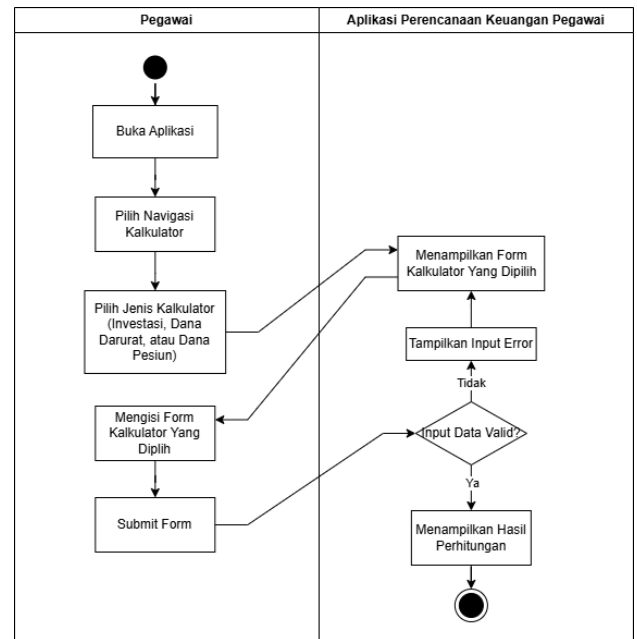 Pegawai
Aplikasi Perencanaan Keuangan Pegawai
Buka Aplikasi
Pilih Navigasi
Kalkulator
Pilih Jenis Kalkulator
(Investasi, Dana
Darurat, atau Dana
Pesiun)
Menampilkan Form
Kalkulator Yang Dipilih
Mengisi Form
Kalkulator Yang
Diplih
Submit Form
Tampilkan Input Error
Tidak
Input Data Valid?
Ya
Menampilkan Hasil
Perhitungan